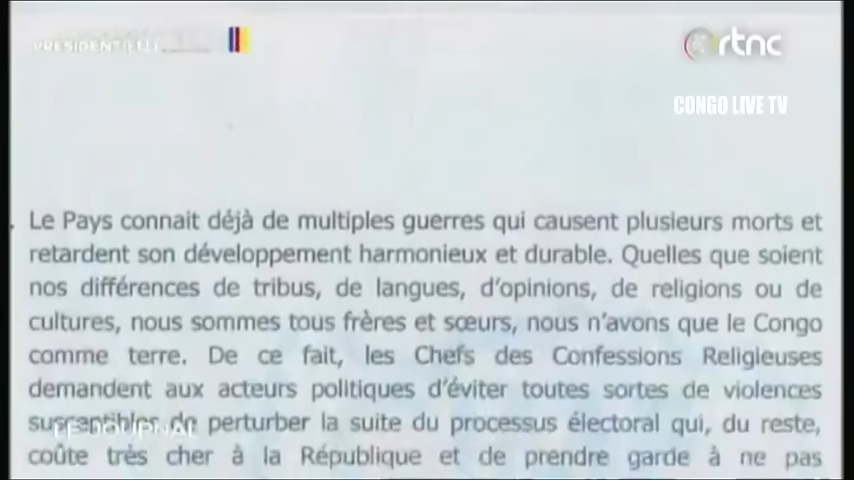 PRESIDENTIELLE
rtnc
CONGO LIVE TV
. Le Pays connait déjà de multiples guerres qui causent plusieurs morts et
retardent son développement harmonieux et durable. Quelles que soient
nos différences de tribus, de langues, d'opinions, de religions ou de
cultures, nous sommes tous frères et sœurs, nous n'avons que le Congo
comme terre. De ce fait, les Chefs des Confessions Religieuses
demandent aux acteurs politiques d'éviter toutes sortes de violences
susceptibles de perturber la suite du processus électoral qui, du reste,
LE JOURNAL
coûte très cher à la République et de prendre garde à ne pas